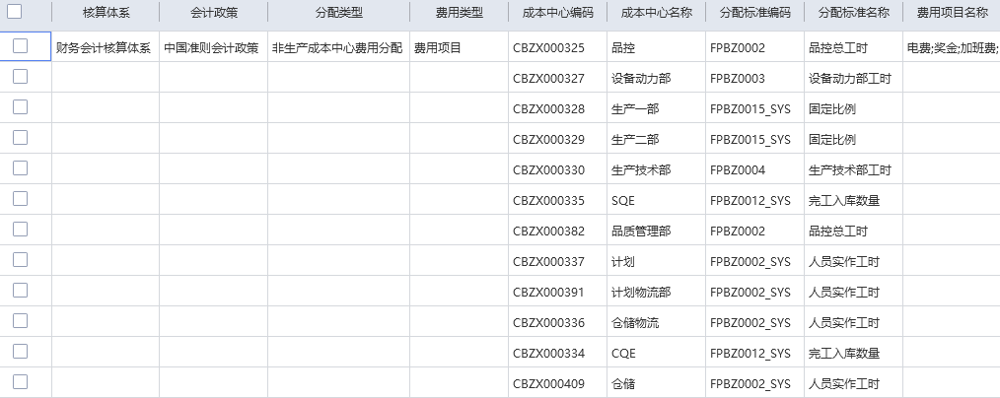 核算体系 会计政策 分配类型 费用类型 成本中心编码 成本中心名称 分配标准编码 分配标准名称 费用项目名称
财务会计核算体系 中国准则会计政策 非生产成本中心费用分配 费用项目 CBZX000325 品控 FPBZ0002 品控总工时 电费;奖金;加班费;
CBZX000327 设备动力部 FPBZ0003 设备动力部工时
CBZX000328 生产一部 FPBZ0015_SYS 固定比例
CBZX000329 生产二部 FPBZ0015_SYS 固定比例
CBZX000330 生产技术部 FPBZ0004 生产技术部工时
CBZX000335 SQE FPBZ0012_SYS 完工入库数量
CBZX000382 品质管理部 FPBZ0002 品控总工时
CBZX000337 计划 FPBZ0002_SYS 人员实作工时
CBZX000391 计划物流部 FPBZ0002_SYS 人员实作工时
CBZX000336 仓储物流 FPBZ0002_SYS 人员实作工时
CBZX000334 CQE FPBZ0012_SYS 完工入库数量
CBZX000409 仓储 FPBZ0002_SYS 人员实作工时